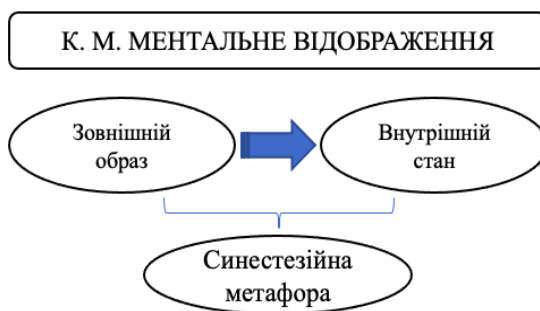 К. М. МЕНТАЛЬНЕ ВІДОБРАЖЕННЯ
Зовнішній
образ
Внутрішній
стан
Синестезійна
метафора